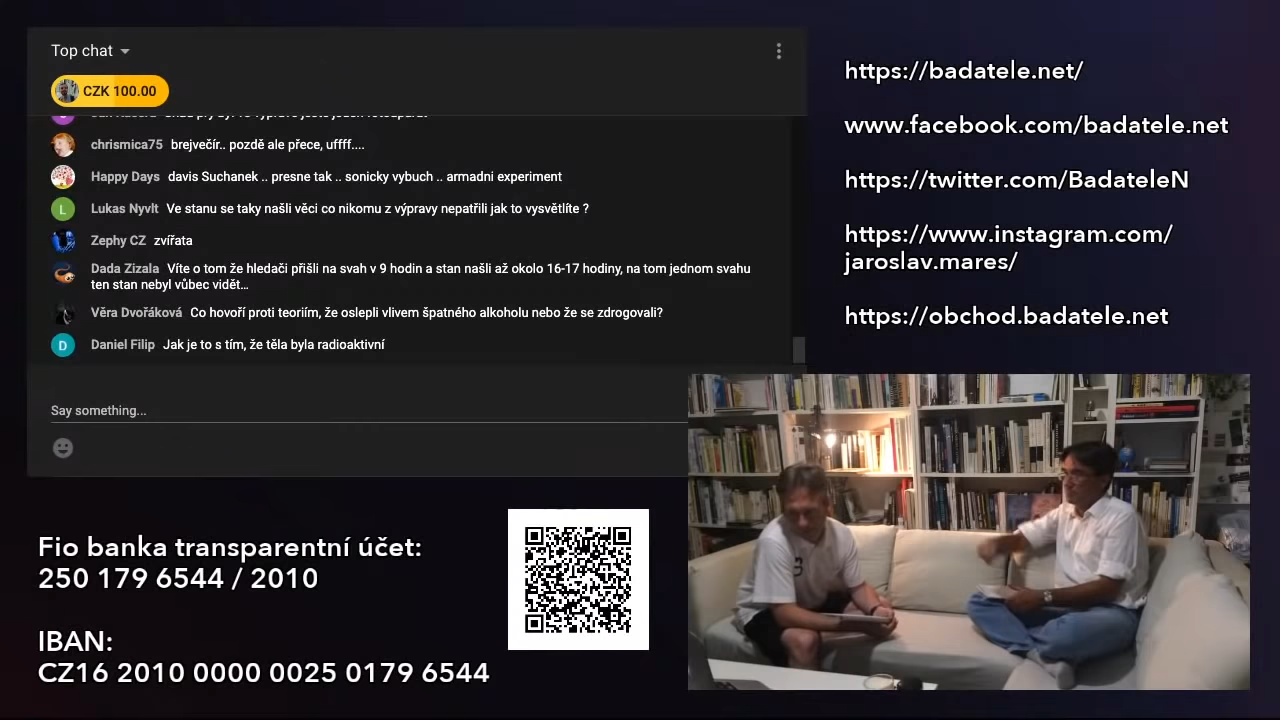 Top chat
CZK 100.00
chrismica75 brejvečír.. pozdě ale přece, uffff....
Happy Days davis Suchanek .. presne tak .. sonicky vybuch .. armadni experiment
Lukas Nyvlt Ve stanu se taky našli věci co nikomu z výpravy nepatřili jak to vysvětlíte ?
Zephy CZ zvířata
Dada Zizala Víte o tom že hledači přišli na svah v 9 hodin a stan našli až okolo 16-17 hodiny, na tom jednom svahu
ten stan nebyl vůbec vidět...
Věra Dvořáková Co hovoří proti teoriím, že oslepli vlivem špatného alkoholu nebo že se zdrogovali?
L
D
Daniel Filip Jak je to s tím, že těla byla radioaktivní
Say something...
https://badatele.net/
www.facebook.com/badatele.net
https://twitter.com/BadateleN
https://www.instagram.com/
jaroslav.mares/
https://obchod.badatele.net
Fio banka transparentní účet:
250 179 6544 / 2010
IBAN:
CZ16 2010 0000 0025 0179 6544